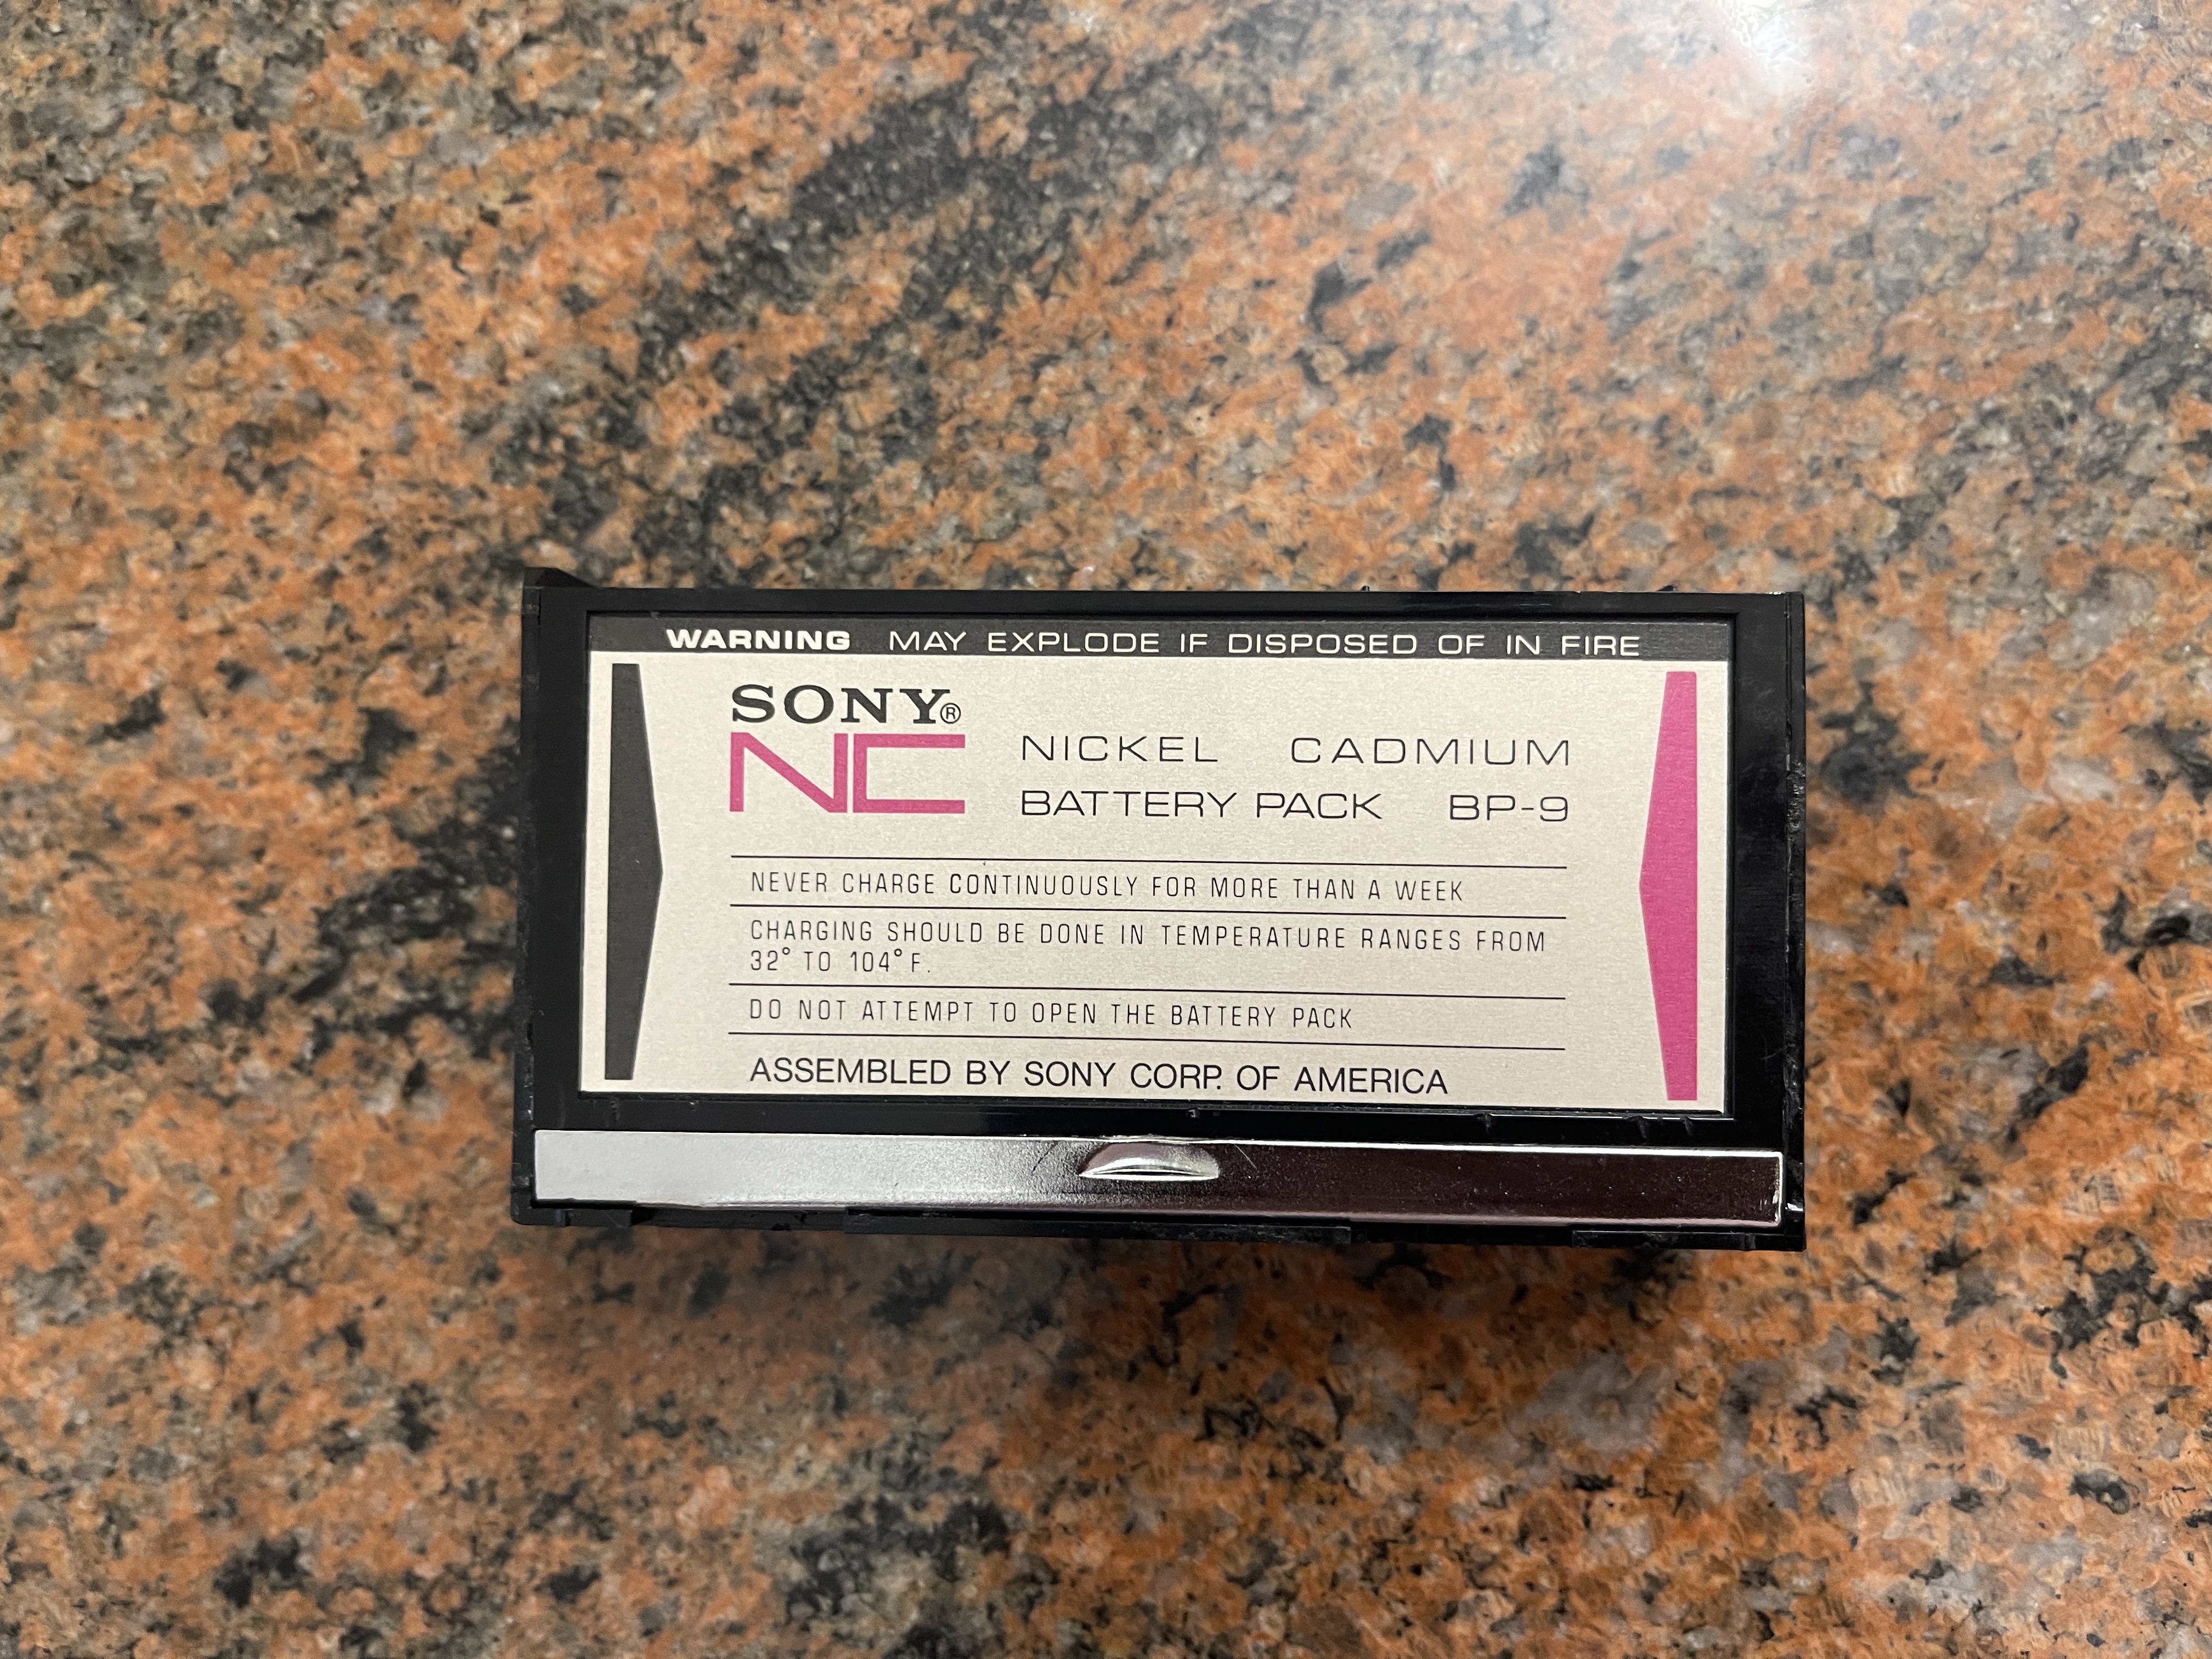 WARNING MAY EXPLODE IF DISPOSED OF IN FIRE
SONY®
NC
NICKEL CADMIUM
BATTERY PACK BP-9
NEVER CHARGE CONTINUOUSLY FOR MORE THAN A WEEK
CHARGING SHOULD BE DONE IN TEMPERATURE RANGES FROM
32° TO 104°F.
DO NOT ATTEMPT TO OPEN THE BATTERY PACK
ASSEMBLED BY SONY CORP. OF AMERICA